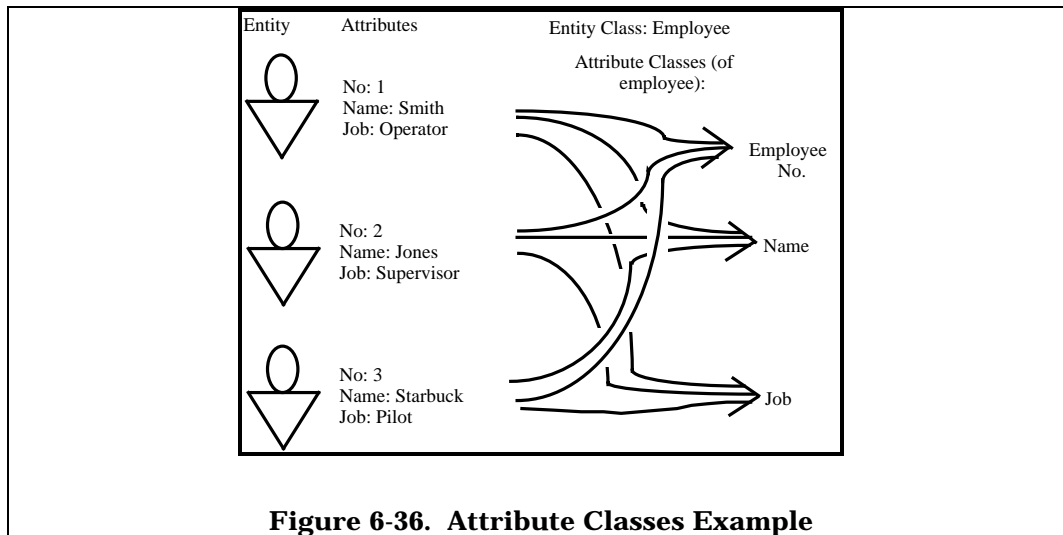 Entity Attributes Entity Class: Employee
Attribute Classes (of
employee):
No: 1
Name: Smith
Job: Operator
Employee
No.
No: 2
Name: Jones
Job: Supervisor
Name
No: 3
Name: Starbuck
Job: Pilot
Job
Figure 6-36. Attribute Classes Example